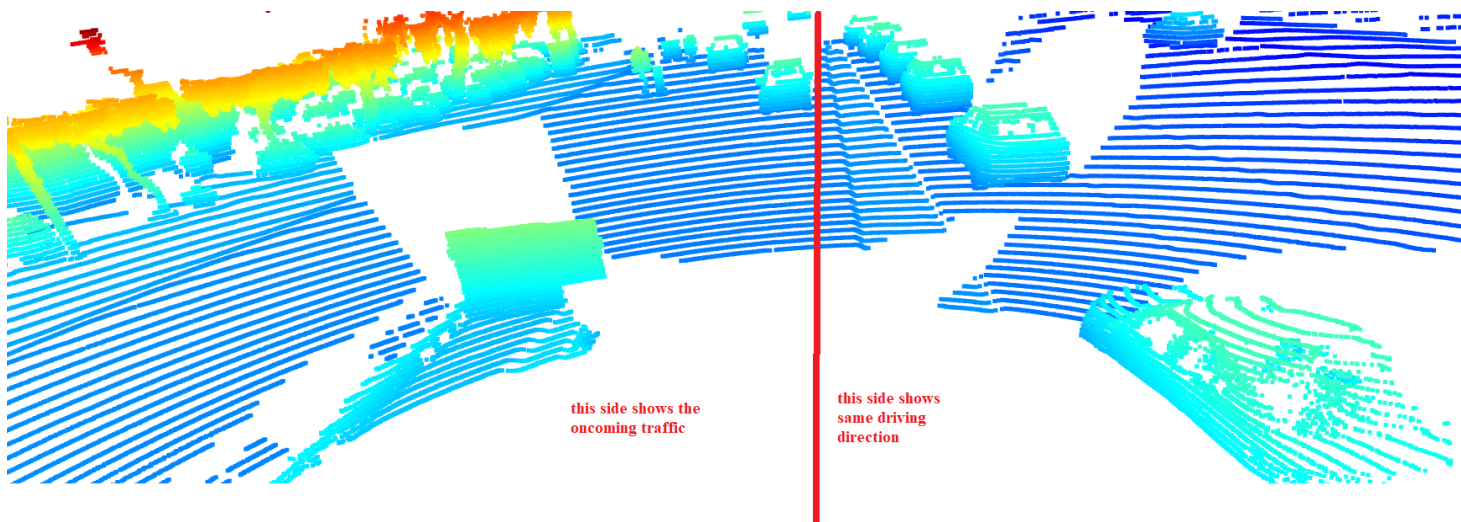 this side shows the
oncoming traffic
this side shows
same driving
direction